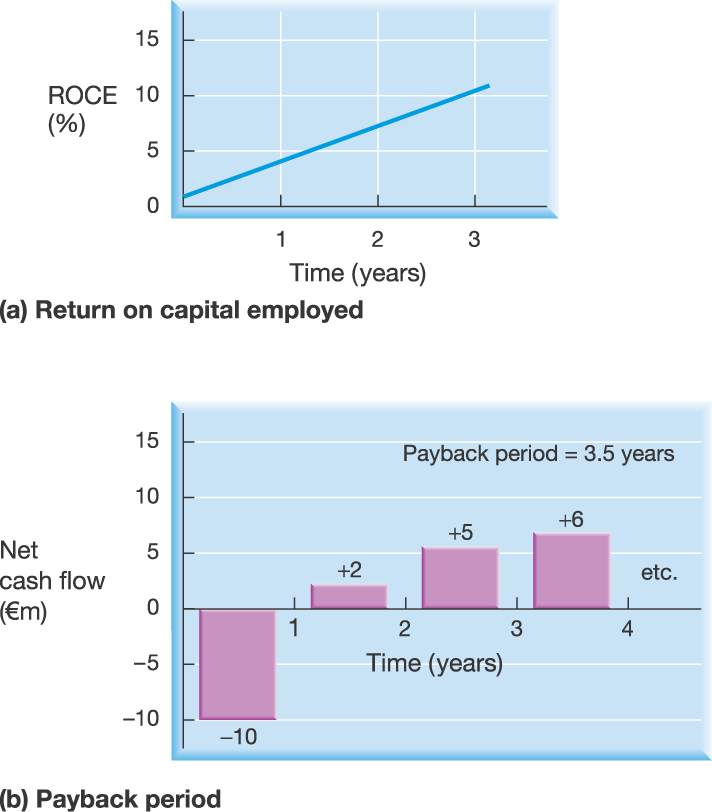 15
ROCE
(%)
10
5
0
1 2 3
Time (years)
(a) Return on capital employed
15
Payback period = 3.5 years
10
+6
+5
Net
cash flow
(€m)
5
+2
etc.
0
1 2 3 4
Time (years)
−5
−10
−10
(b) Payback period